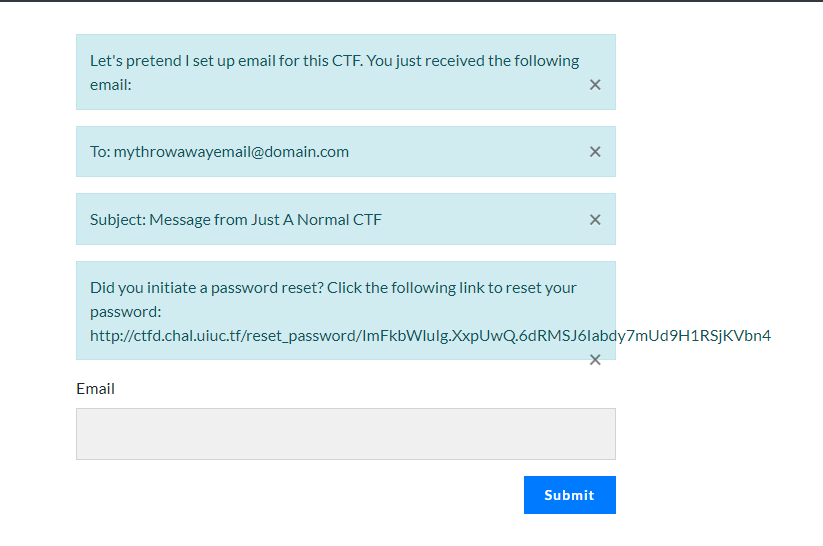 Let's pretend I set up email for this CTF. You just received the following
email:
×
To: mythrowawayemail@domain.com ×
Subject: Message from Just A Normal CTF ×
Did you initiate a password reset? Click the following link to reset your
password:
http://ctfd.chal.uiuc.tf/reset_password/ImFkbWluIg.XxpUwQ.6dRMSJ6Iabdy7mUd9H1RSjKVbn4
×
Email
Submit